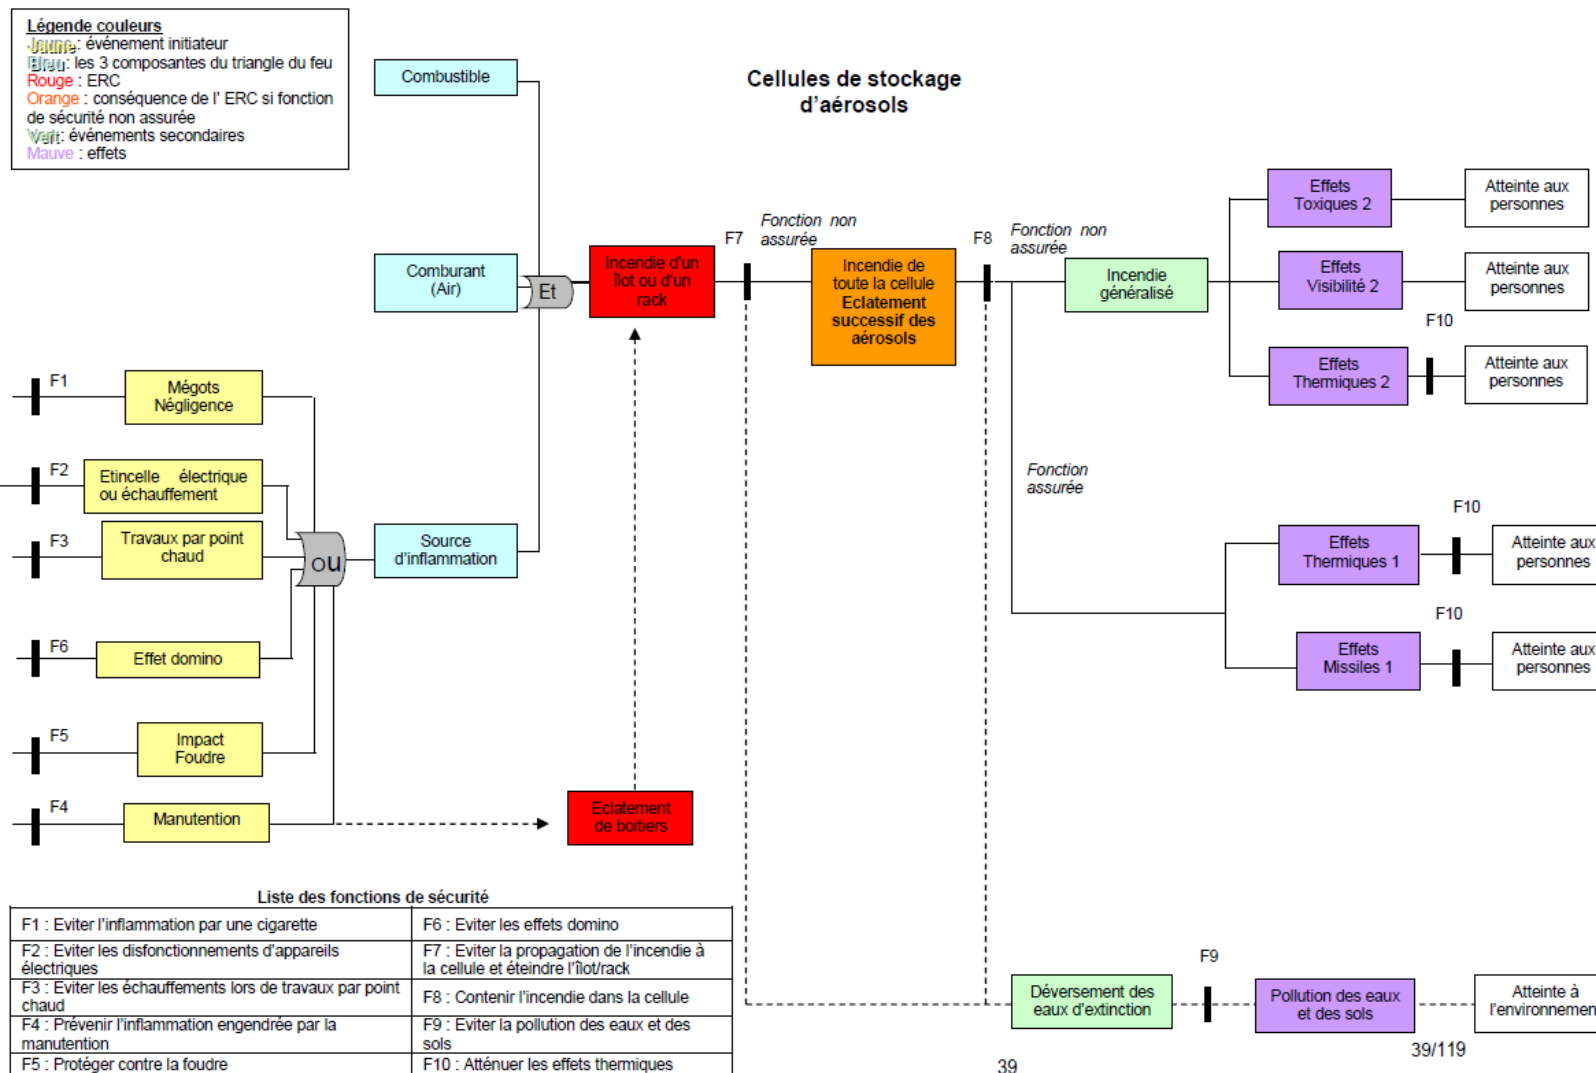 Légende couleurs
Jaune : événement initiateur
Bleu : les 3 composantes du triangle du feu
Rouge : ERC
Orange : conséquence de l' ERC si fonction
de sécurité non assurée
Vert : événements secondaires
Mauve : effets
Cellules de stockage
d'aérosols
Combustible
Comburant
(Air)
Et
Incendie d'un
îlot ou d'un
rack
F7
Fonction non
assurée
Incendie de
toute la cellule
Eclatement
successif des
aérosols
F8
Fonction non
assurée
Incendie
généralisé
Effets
Toxiques 2
Atteinte aux
personnes
Effets
Visibilité 2
Atteinte aux
personnes
F10
Effets
Thermiques 2
Atteinte aux
personnes
F1
Mégots
Négligence
F2
Etincelle électrique
ou échauffement
F3
Travaux par point
chaud
ou
Source
d'inflammation
Fonction
assurée
F10
Effets
Thermiques 1
Atteinte aux
personnes
F10
Effets
Missiles 1
Atteinte aux
personnes
F6
Effet domino
F5
Impact
Foudre
F4
Manutention
Eclatement
de boitiers
Liste des fonctions de sécurité
F1 : Eviter l'inflammation par une cigarette
F6 : Eviter les effets domino
F2 : Eviter les disfonctionnements d'appareils
électriques
F7 : Eviter la propagation de l'incendie à
la cellule et éteindre l'îlot/rack
F3 : Eviter les échauffements lors de travaux par point
chaud
F8 : Contenir l'incendie dans la cellule
F4 : Prévenir l'inflammation engendrée par la
manutention
F9 : Eviter la pollution des eaux et des
sols
F5 : Protéger contre la foudre
F10 : Atténuer les effets thermiques
Déversement des
eaux d'extinction
F9
Pollution des eaux
et des sols
Atteinte à
l'environnemen
39/119
39